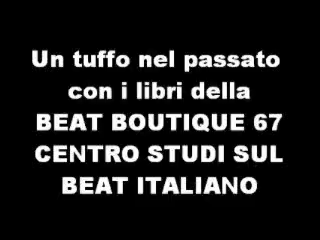 Un tuffo nel passato
con i libri della
BEAT BOUTIQUE 67
CENTRO STUDI SUL
BEAT ITALIANO